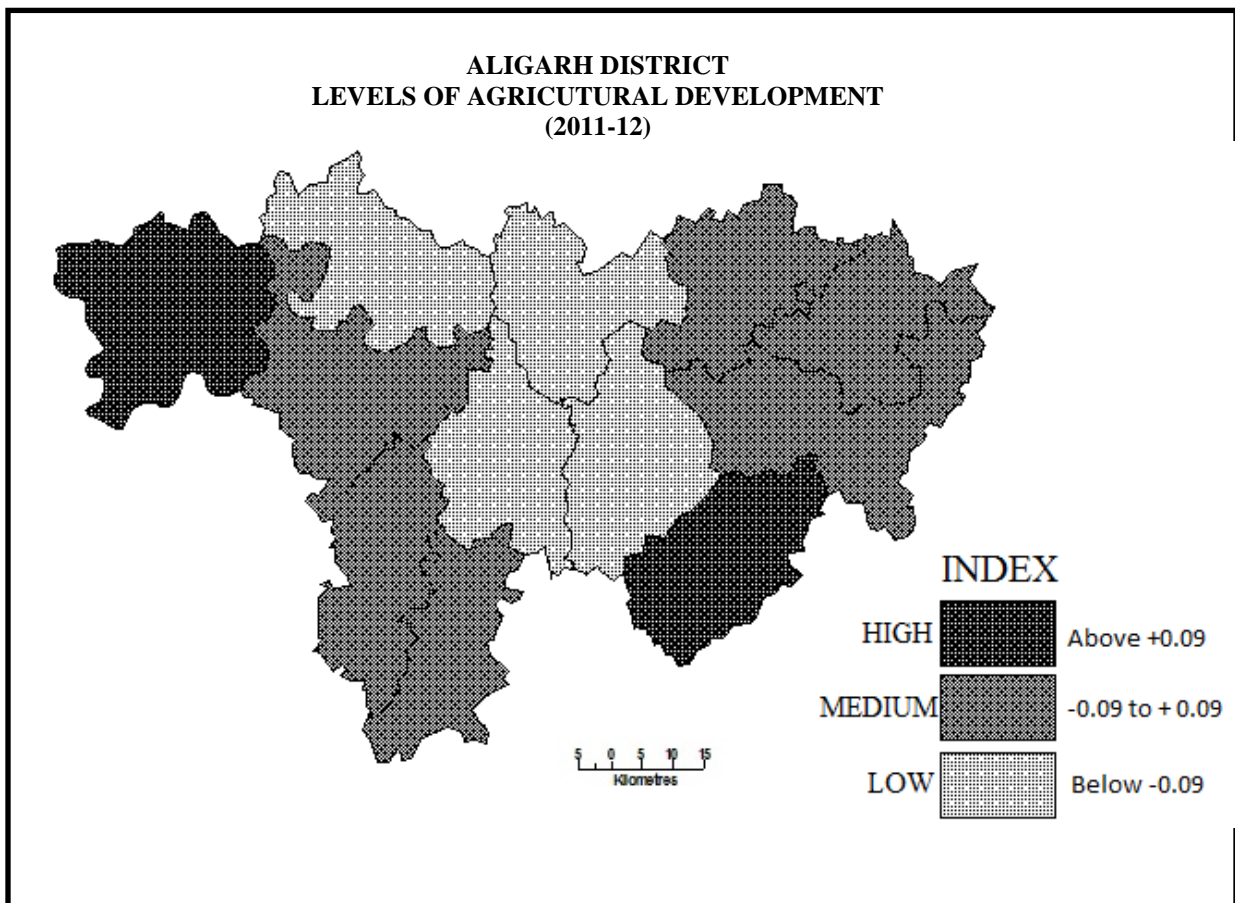 ALIGARH DISTRICT
LEVELS OF AGRICUTURAL DEVELOPMENT
(2011-12)
INDEX
HIGH Above +0.09
MEDIUM -0.09 to + 0.09
LOW Below -0.09
5 0 5 10 15
Kilometres